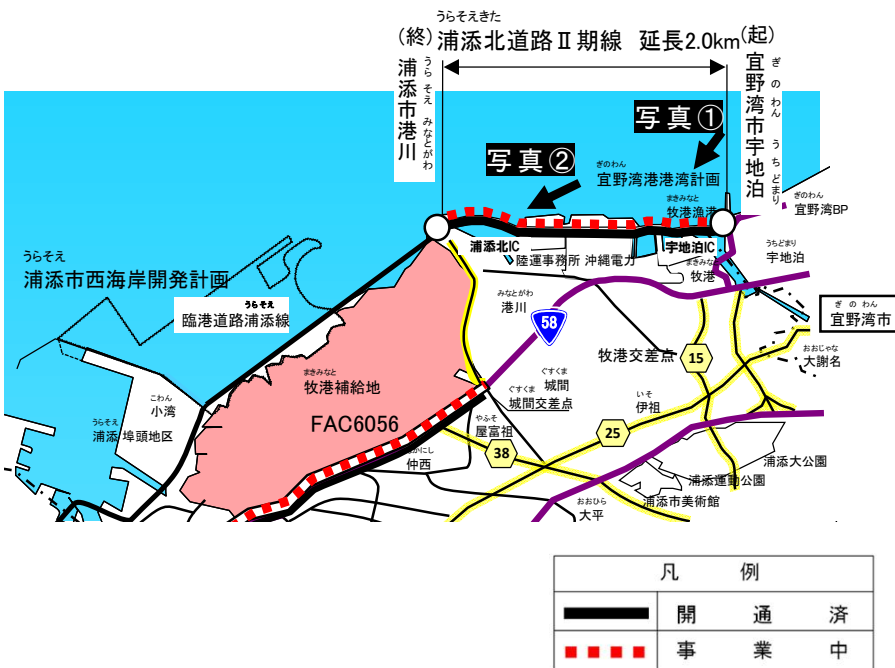 うらそえきた
(終) 浦添北道路Ⅱ期線 延長2.0km (起)
うらそえ みなとがわ
浦添市港川
ぎのわん うちどまり
宜野湾市宇地泊
写真①
写真②
ぎのわん
宜野湾港港湾計画
まきみなと
牧港漁港
ぎのわん
宜野湾BP
浦添北IC
宇地泊IC
陸運事務所 沖縄電力
まきみなと
牧港
うちどまり
宇地泊
うらそえ
浦添市西海岸開発計画
うらそえ
臨港道路浦添線
みなとがわ
港川
58
ぎのわん
宜野湾市
牧港交差点
15
おおじゃな
大謝名
まきみなと
牧港補給地
FAC6056
ぐすくま
城間
ぐすくま
城間交差点
こわん
小湾
うらそえ
浦添 埠頭地区
いそ
伊祖
やふそ
屋富祖
25
38
かにし
仲西
浦添大公園
浦添運動公園
浦添市美術館
おおひら
大平
凡例
開通済
事業中